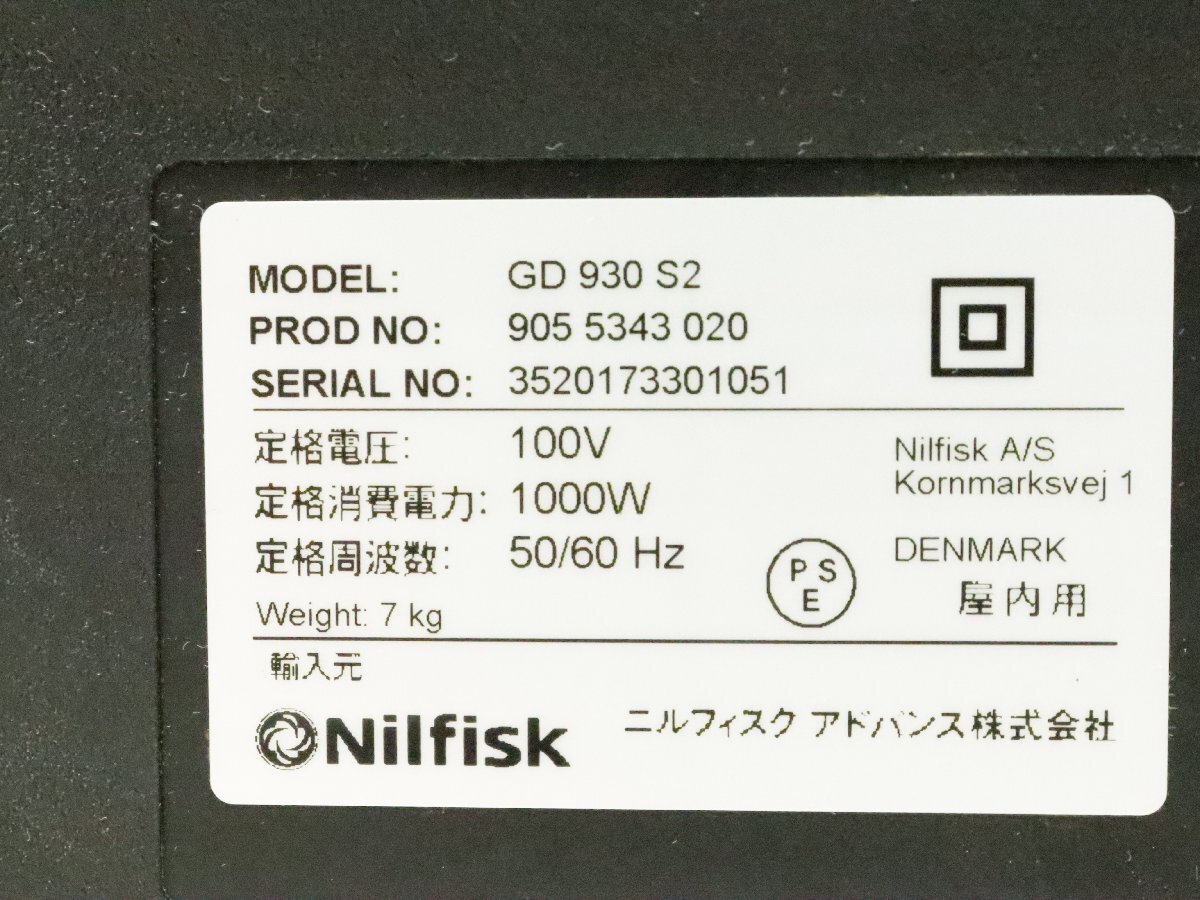 MODEL: GD 930 S2
PROD NO: 905 5343 020
SERIAL NO: 3520173301051
定格電圧: 100V
定格消費電力: 1000W
定格周波数: 50/60 Hz
Weight: 7 kg
Nilfisk A/S
Kornmarksvej 1
DENMARK
屋内用
P S
E
輸入元
Nilfisk
ニルフィスク アドバンス株式会社